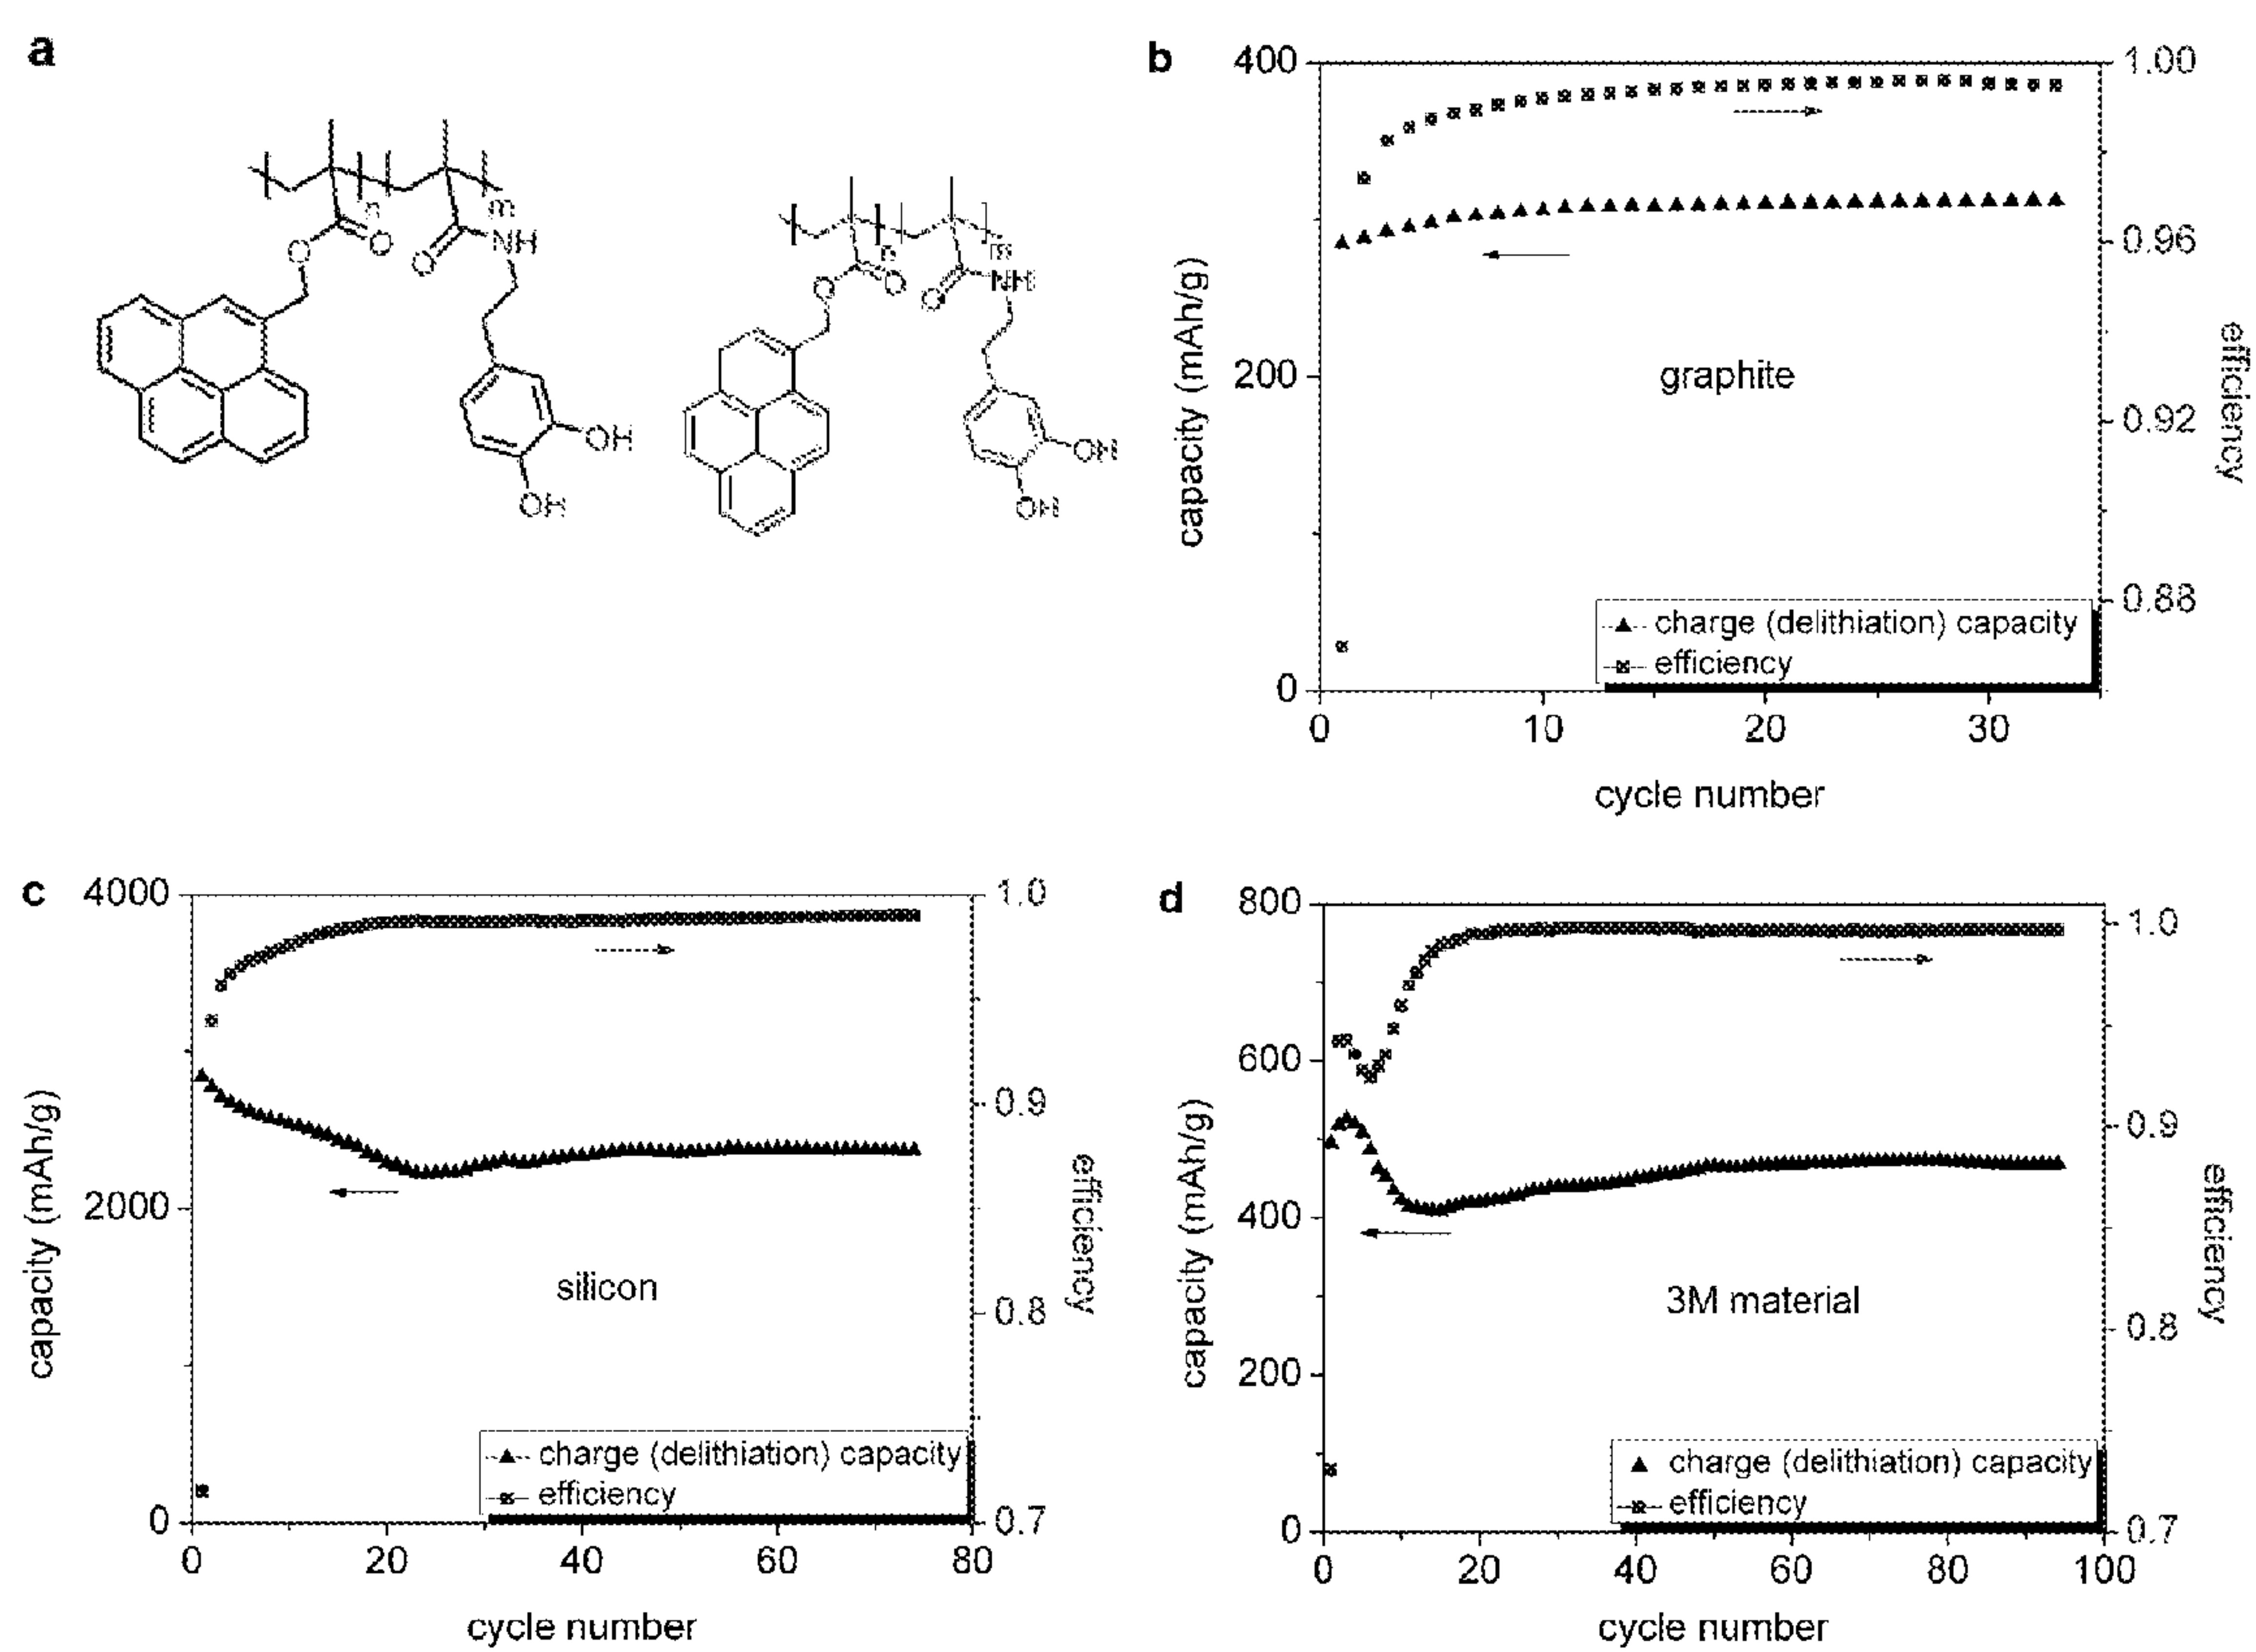 a
n
m
O
O
O
NH
OH
OH
n
m
O
O
O
NH
OH
OH
b
400
200
0
capacity (mAh/g)
1.00
0.96
0.92
0.88
efficiency
graphite
charge (delithiation) capacity
efficiency
0 10 20 30
cycle number
c
4000
2000
0
capacity (mAh/g)
1.0
0.9
0.8
0.7
efficiency
silicon
charge (delithiation) capacity
efficiency
0 20 40 60 80
cycle number
d
800
600
400
200
0
capacity (mAh/g)
1.0
0.9
0.8
0.7
efficiency
3M material
charge (delithiation) capacity
efficiency
0 20 40 60 80 100
cycle number